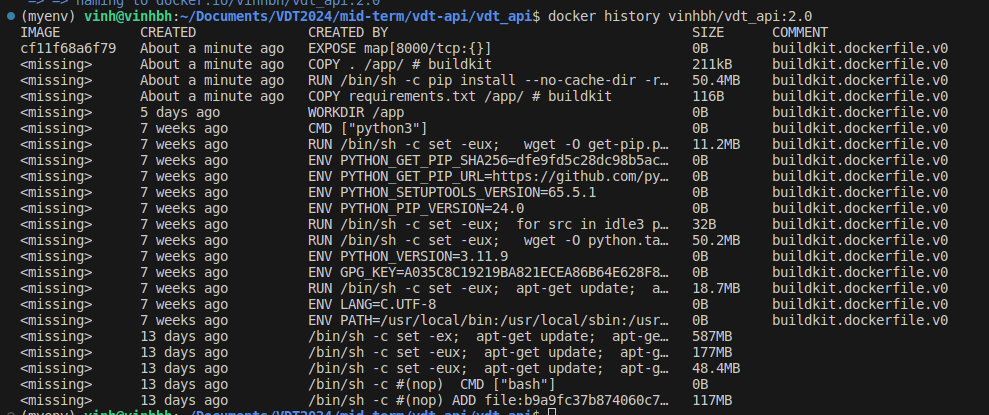 => => naming to docker.io/vinhbh/vdt_api:2.0
(myenv) vinh@vinhbh:~/Documents/VDT2024/mid-term/vdt-api/vdt_api$ docker history vinhbh/vdt_api:2.0
IMAGE CREATED CREATED BY SIZE COMMENT
cf11f68a6f79 About a minute ago EXPOSE map[8000/tcp:{}] 0B buildkit.dockerfile.v0
<missing> About a minute ago COPY . /app/ # buildkit 211kB buildkit.dockerfile.v0
<missing> About a minute ago RUN /bin/sh -c pip install --no-cache-dir -r… 50.4MB buildkit.dockerfile.v0
<missing> About a minute ago COPY requirements.txt /app/ # buildkit 116B buildkit.dockerfile.v0
<missing> 5 days ago WORKDIR /app 0B buildkit.dockerfile.v0
<missing> 7 weeks ago CMD ["python3"] 0B buildkit.dockerfile.v0
<missing> 7 weeks ago RUN /bin/sh -c set -eux; wget -O get-pip.p… 11.2MB buildkit.dockerfile.v0
<missing> 7 weeks ago ENV PYTHON_GET_PIP_SHA256=dfe9fd5c28dc98b5ac… 0B buildkit.dockerfile.v0
<missing> 7 weeks ago ENV PYTHON_GET_PIP_URL=https://github.com/py… 0B buildkit.dockerfile.v0
<missing> 7 weeks ago ENV PYTHON_SETUPTOOLS_VERSION=65.5.1 0B buildkit.dockerfile.v0
<missing> 7 weeks ago ENV PYTHON_PIP_VERSION=24.0 0B buildkit.dockerfile.v0
<missing> 7 weeks ago RUN /bin/sh -c set -eux; for src in idle3 p… 32B buildkit.dockerfile.v0
<missing> 7 weeks ago RUN /bin/sh -c set -eux; wget -O python.ta… 50.2MB buildkit.dockerfile.v0
<missing> 7 weeks ago ENV PYTHON_VERSION=3.11.9 0B buildkit.dockerfile.v0
<missing> 7 weeks ago ENV GPG_KEY=A035C8C19219BA821ECEA86B64E628F8… 0B buildkit.dockerfile.v0
<missing> 7 weeks ago RUN /bin/sh -c set -eux; apt-get update; a… 18.7MB buildkit.dockerfile.v0
<missing> 7 weeks ago ENV LANG=C.UTF-8 0B buildkit.dockerfile.v0
<missing> 7 weeks ago ENV PATH=/usr/local/bin:/usr/local/sbin:/usr… 0B buildkit.dockerfile.v0
<missing> 13 days ago /bin/sh -c set -ex; apt-get update; apt-ge… 587MB
<missing> 13 days ago /bin/sh -c set -eux; apt-get update; apt-g… 177MB
<missing> 13 days ago /bin/sh -c set -eux; apt-get update; apt-g… 48.4MB
<missing> 13 days ago /bin/sh -c #(nop) CMD ["bash"] 0B
<missing> 13 days ago /bin/sh -c #(nop) ADD file:b9a9fc37b874060c7… 117MB
(myenv) vinh@vinhbh:~/Documents/VDT2024/mid-term/vdt-api/vdt_api$